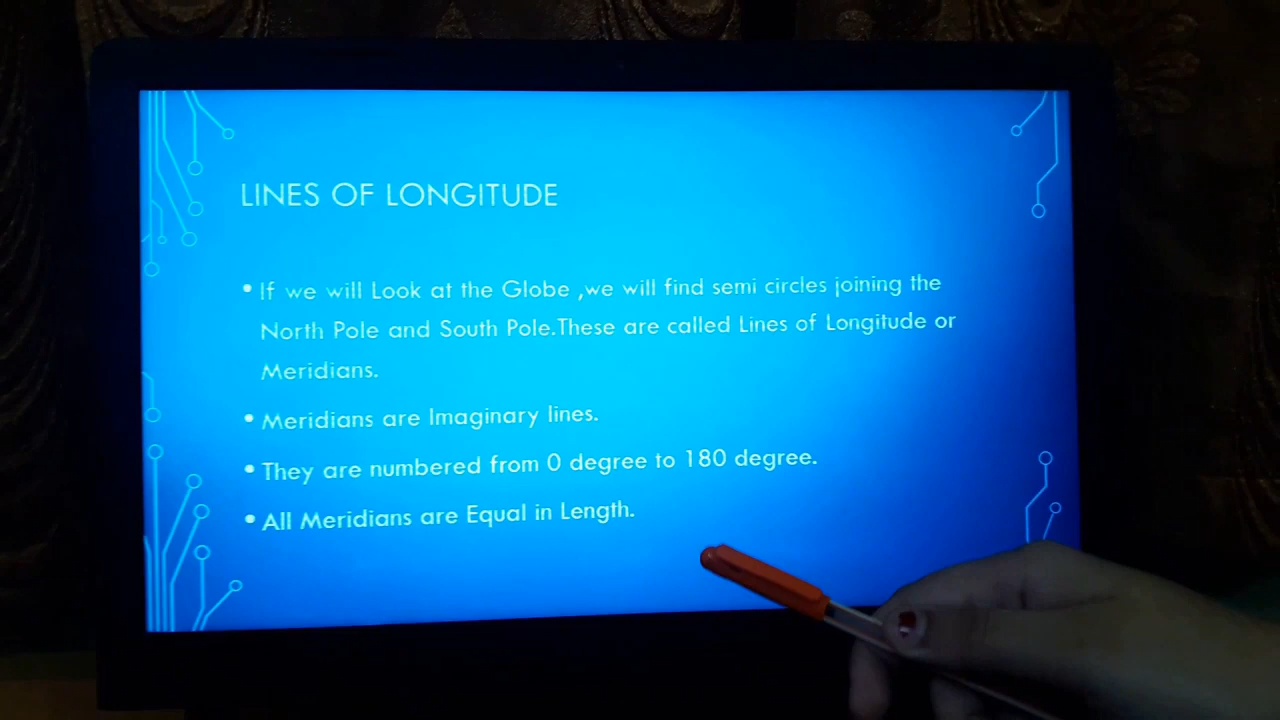 LINES OF LONGITUDE
• If we will Look at the Globe ,we will find semi circles joining the
North Pole and South Pole.These are called Lines of Longitude or
Meridians.
• Meridians are Imaginary lines.
• They are numbered from 0 degree to 180 degree.
• All Meridians are Equal in Length.